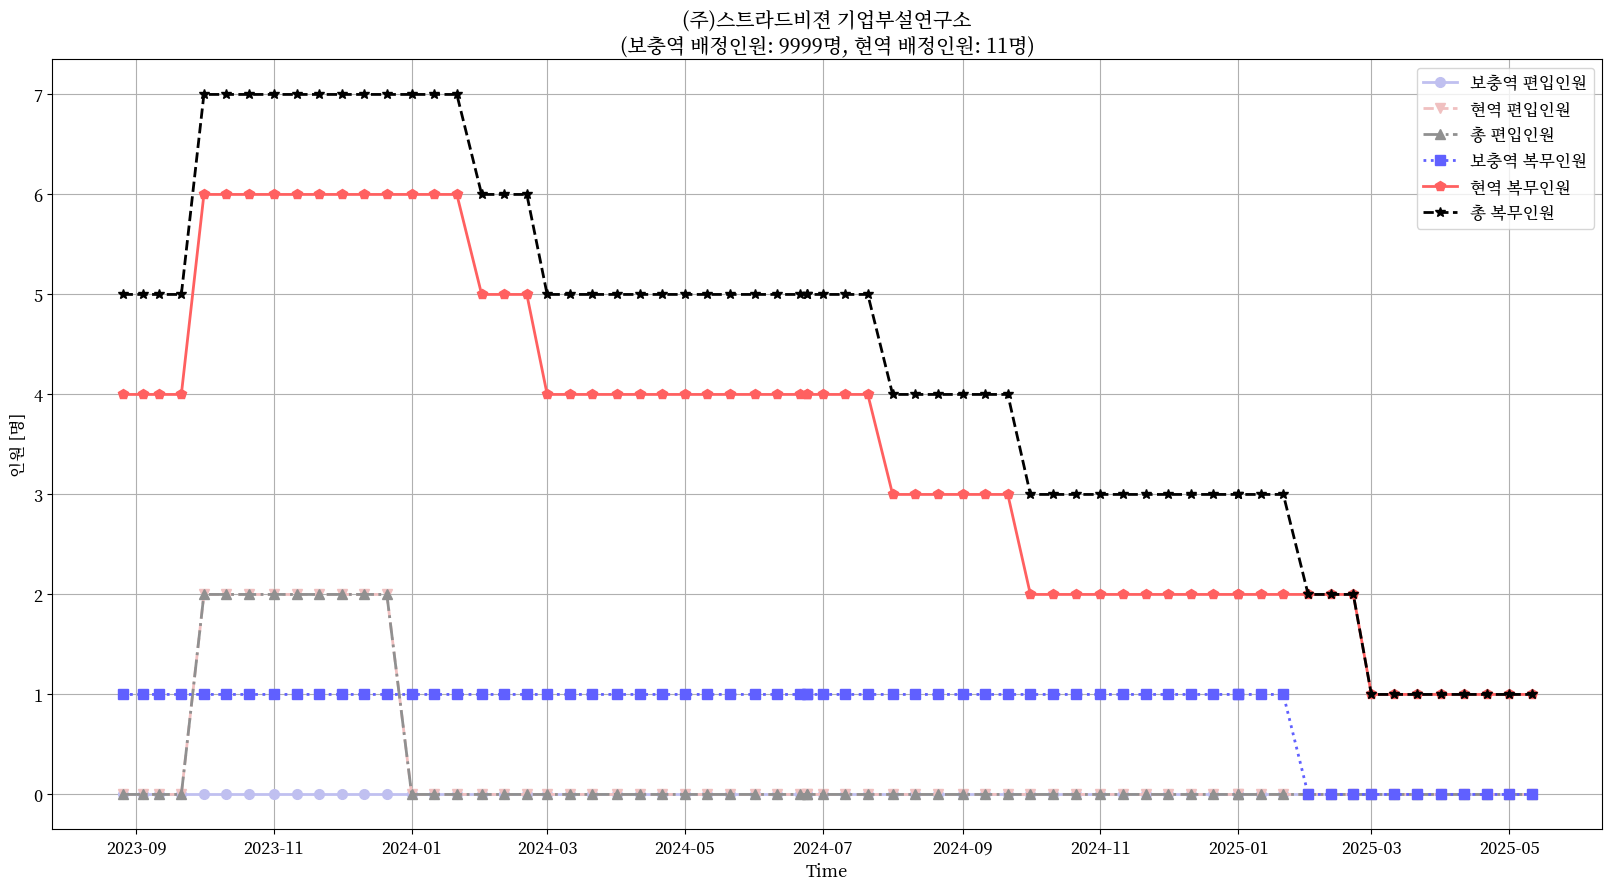 (주)스트라드비젼 기업부설연구소
(보충역 배정인원: 9999명, 현역 배정인원: 11명)
보충역 편입인원
현역 편입인원
총 편입인원
보충역 복무인원
현역 복무인원
총 복무인원
인원 [명]
7
6
5
4
3
2
1
0
2023-09 2023-11 2024-01 2024-03 2024-05 2024-07 2024-09 2024-11 2025-01 2025-03 2025-05
Time